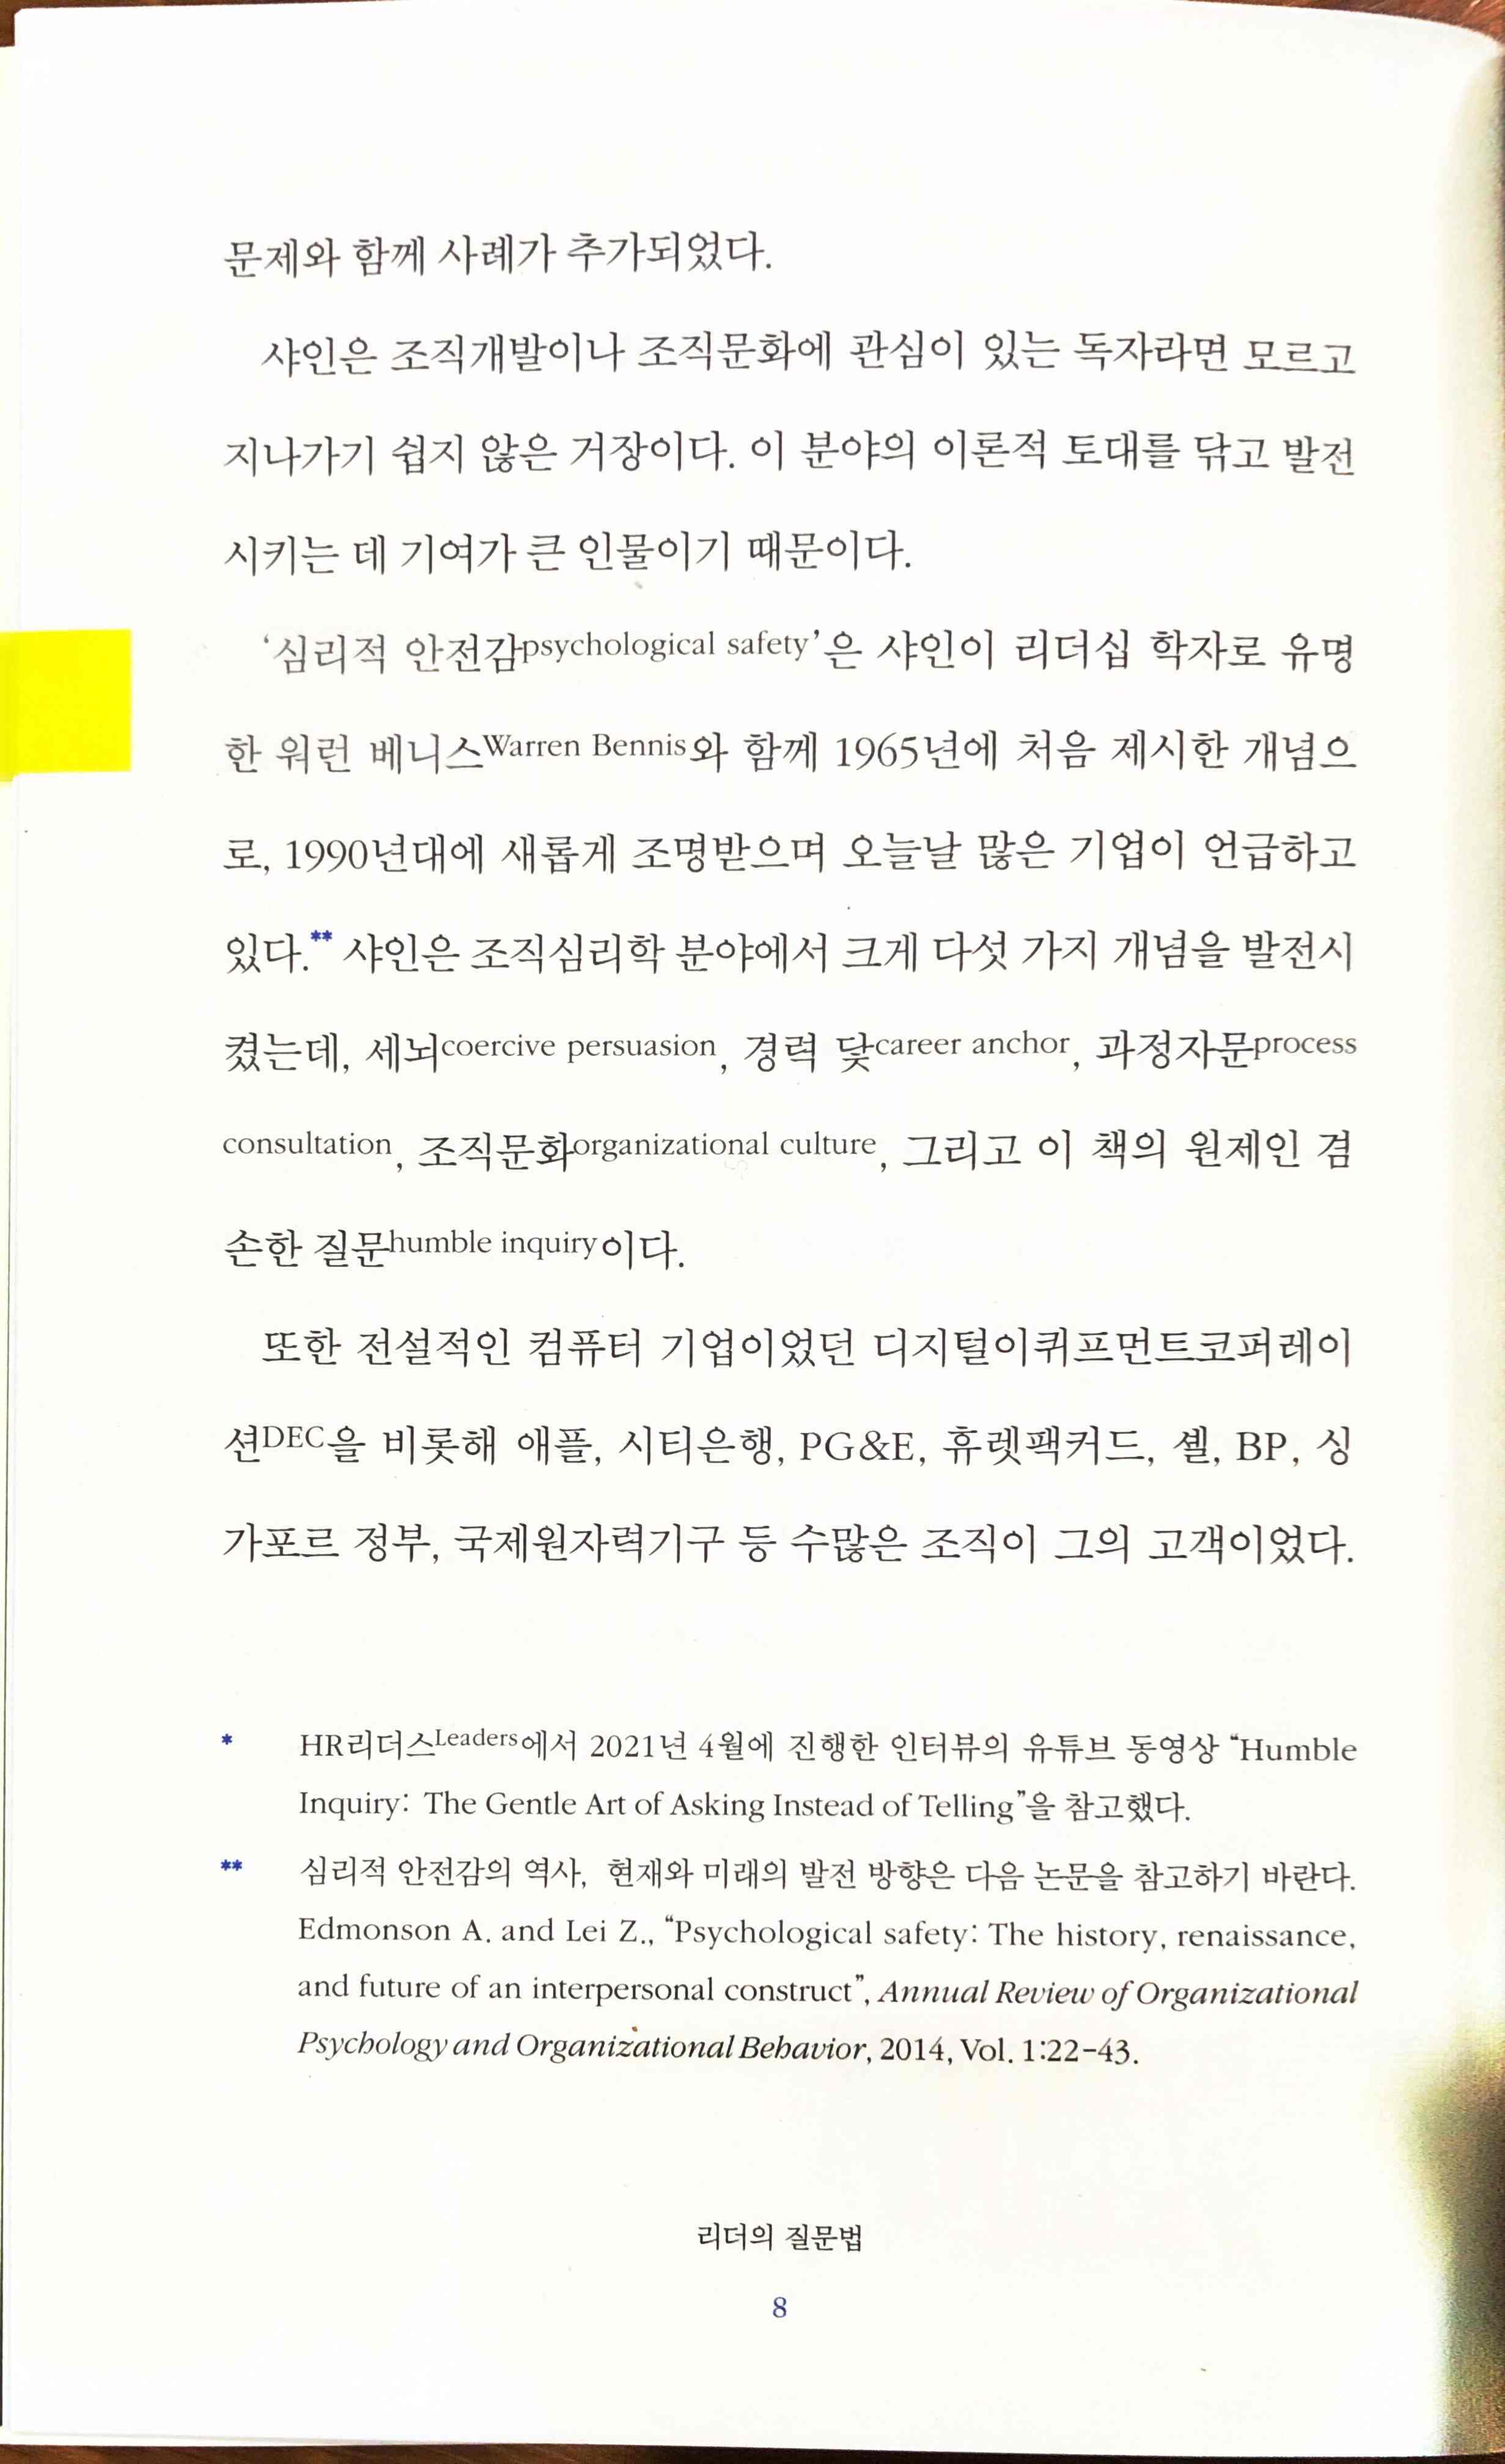 문제와 함께 사례가 추가되었다.
샤인은 조직개발이나 조직문화에 관심이 있는 독자라면 모르고
지나가기 쉽지 않은 거장이다. 이 분야의 이론적 토대를 닦고 발전
시키는 데 기여가 큰 인물이기 때문이다.
‘심리적 안전감psychological safety’은 샤인이 리더십 학자로 유명
한 워런 베니스Warren Bennis와 함께 1965년에 처음 제시한 개념으
로, 1990년대에 새롭게 조명받으며 오늘날 많은 기업이 언급하고
있다.** 샤인은 조직심리학 분야에서 크게 다섯 가지 개념을 발전시
켰는데, 세뇌coercive persuasion, 경력 닻career anchor, 과정자문process
consultation, 조직문화organizational culture, 그리고 이 책의 원제인 겸
손한 질문humble inquiry이다.
또한 전설적인 컴퓨터 기업이었던 디지털이큅프먼트코퍼레이
션DEC을 비롯해 애플, 시티은행, PG&E, 휴렛팩커드, 셸, BP, 싱
가포르 정부, 국제원자력기구 등 수많은 조직이 그의 고객이었다.
* HR리더스Leaders에서 2021년 4월에 진행한 인터뷰의 유튜브 동영상 “Humble
Inquiry: The Gentle Art of Asking Instead of Telling”을 참고했다.
** 심리적 안전감의 역사, 현재와 미래의 발전 방향은 다음 논문을 참고하기 바란다.
Edmonson A. and Lei Z., “Psychological safety: The history, renaissance,
and future of an interpersonal construct”, Annual Review of Organizational
Psychology and Organizational Behavior, 2014, Vol. 1:22-43.
리더의 질문법
8